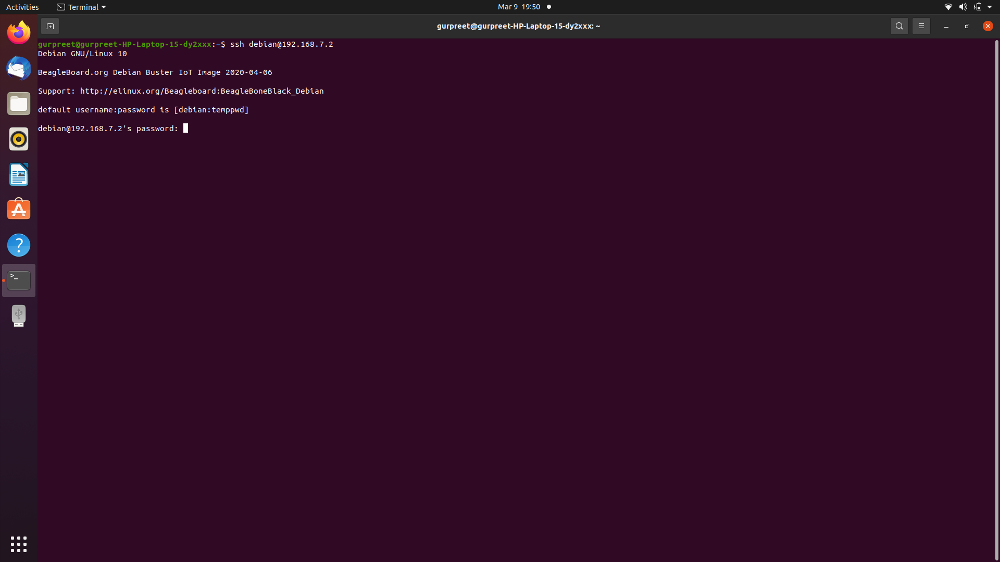 Activities
Terminal
Mar 9 19:50
gurpreet@gurpreet-HP-Laptop-15-dy2xxx: ~
gurpreet@gurpreet-HP-Laptop-15-dy2xxx:~$ ssh debian@192.168.7.2
Debian GNU/Linux 10
BeagleBoard.org Debian Buster IoT Image 2020-04-06
Support: http://elinux.org/Beagleboard:BeagleBoneBlack_Debian
default username:password is [debian:temppwd]
debian@192.168.7.2's password: